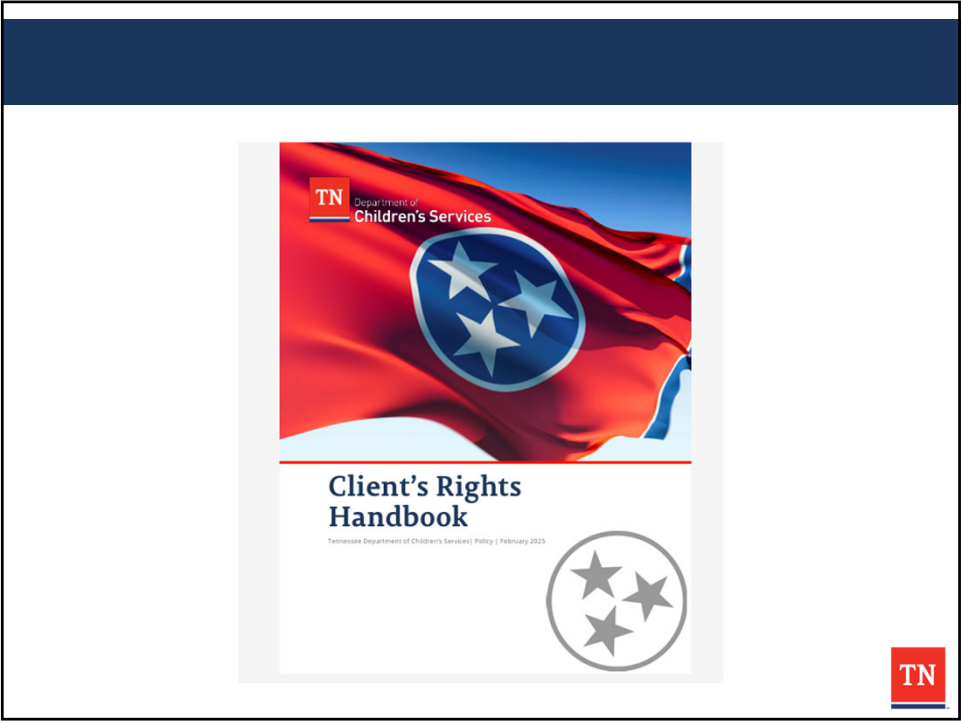 TN
Department of
Children's Services
Client's Rights
Handbook
Tennessee Department of Children's Services| Policy | February 2025
TN